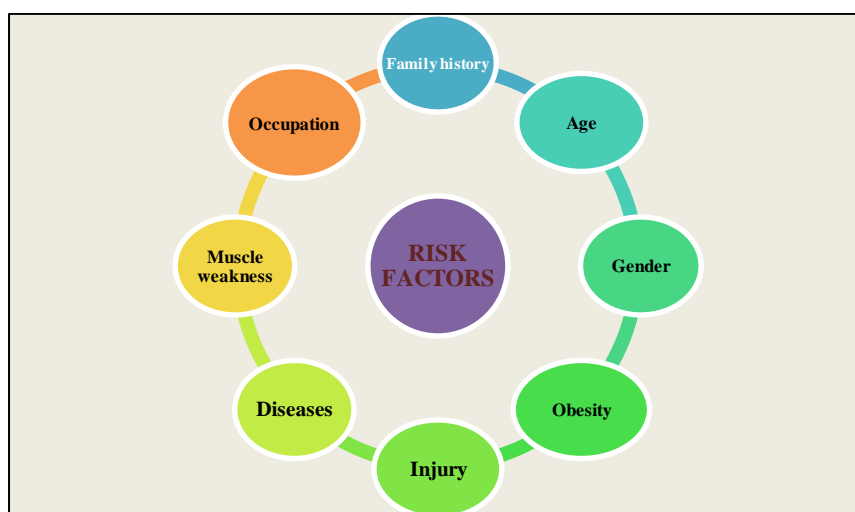 Family history
Age
Gender
Obesity
Injury
Diseases
Muscle
weakness
Occupation
RISK
FACTORS